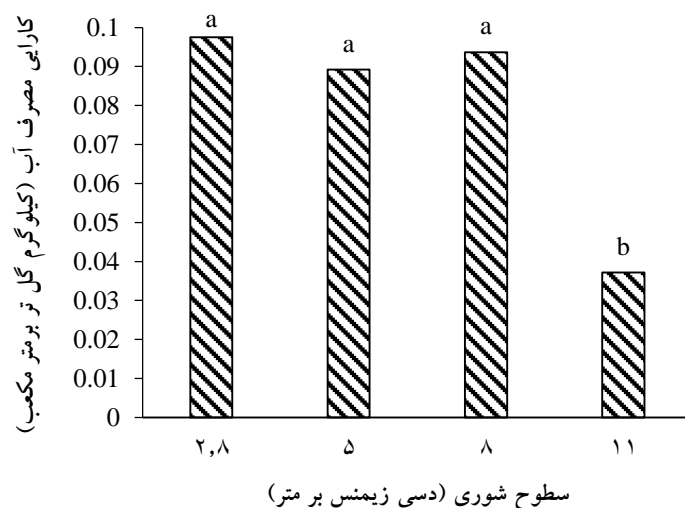 کارایی مصرف آب (کیلوگرم گل تر برمتر مکعب)
0.1
0.09
0.08
0.07
0.06
0.05
0.04
0.03
0.02
0.01
0
a
a
a
b
۲,۸
۵
۸
۱۱
سطوح شوری (دسی زیمنس بر متر)